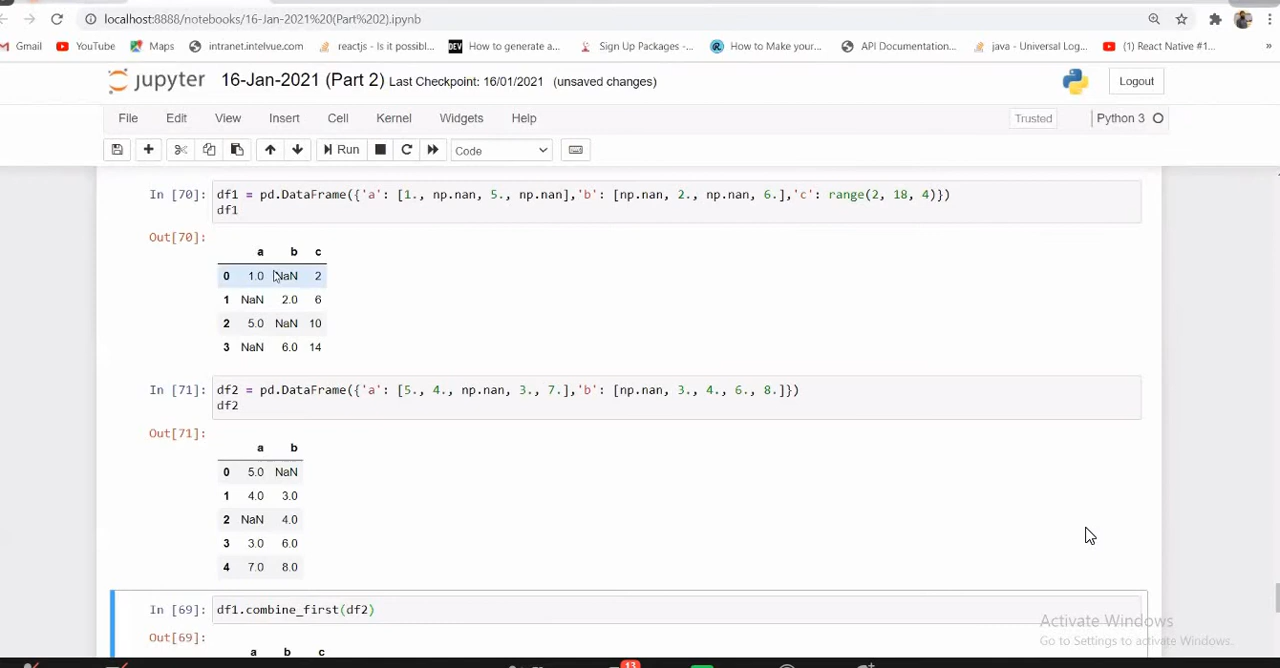 localhost:8888/notebooks/16-Jan-2021%20(Part%202).ipynb
Gmail YouTube Maps intranet.intelvue.com reactjs - Is it possibl... DEV How to generate a... Sign Up Packages -... How to Make your... API Documentation... java - Universal Log... (1) React Native #1... »
jupyter 16-Jan-2021 (Part 2) Last Checkpoint: 16/01/2021 (unsaved changes) Logout
File Edit View Insert Cell Kernel Widgets Help Trusted Python 3
Run Code
In [70]: df1 = pd.DataFrame({'a': [1., np.nan, 5., np.nan],'b': [np.nan, 2., np.nan, 6.],'c': range(2, 18, 4)})
df1
Out[70]:
a b c
0 1.0 NaN 2
1 NaN 2.0 6
2 5.0 NaN 10
3 NaN 6.0 14
In [71]: df2 = pd.DataFrame({'a': [5., 4., np.nan, 3., 7.],'b': [np.nan, 3., 4., 6., 8.]})
df2
Out[71]:
a b
0 5.0 NaN
1 4.0 3.0
2 NaN 4.0
3 3.0 6.0
4 7.0 8.0
In [69]: df1.combine_first(df2)
Out[69]:
a b c
Activate Windows
Go to Settings to activate Windows.
13